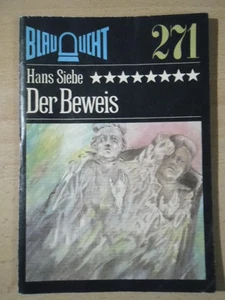 BLAULICHT
271
Hans Siebe
Der Beweis